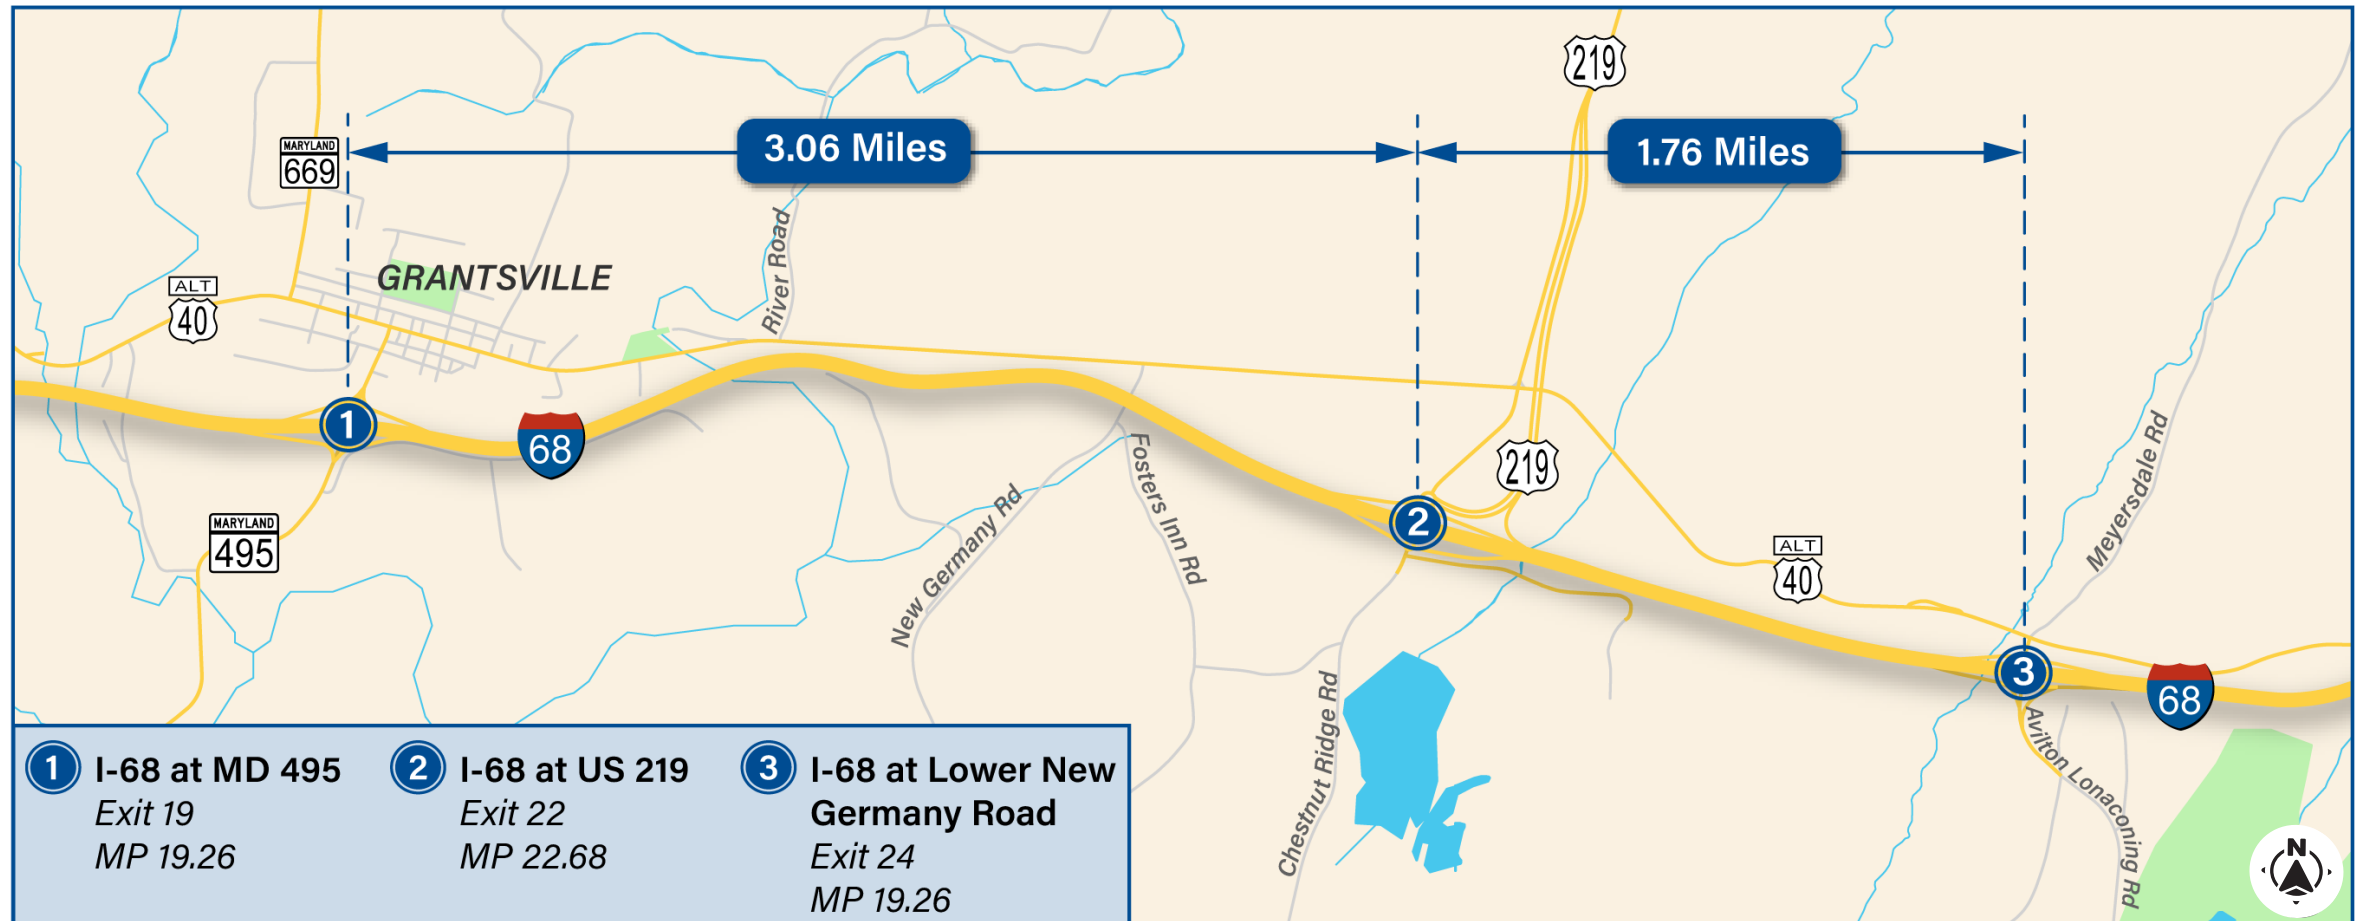 219
3.06 Miles
1.76 Miles
MARYLAND
669
River Road
GRANTSVILLE
ALT
40
1
68
MARYLAND
495
New Germany Rd
Fosters Inn Rd
219
2
Meyersdale Rd
ALT
40
3
68
Chestnut Ridge Rd
Avilton Lonaconing Rd
N
1 I-68 at MD 495
Exit 19
MP 19.26
2 I-68 at US 219
Exit 22
MP 22.68
3 I-68 at Lower New
Germany Road
Exit 24
MP 19.26